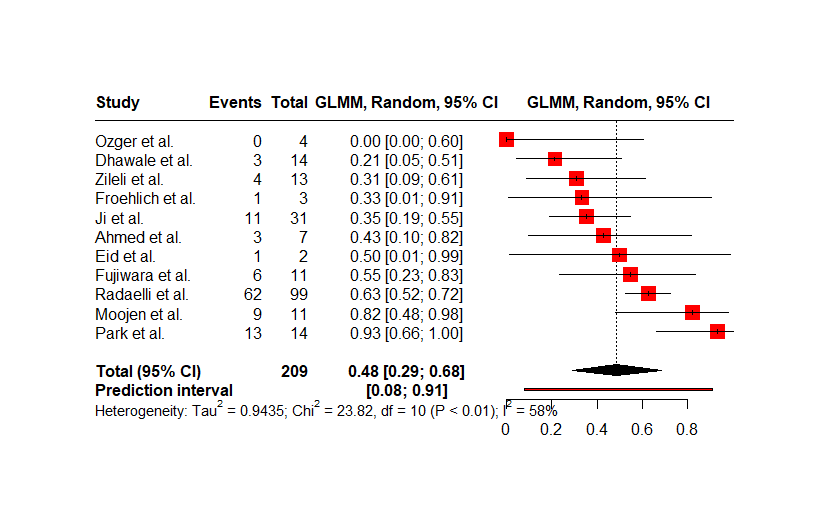 Study Events Total GLMM, Random, 95% CI GLMM, Random, 95% CI
Ozger et al. 0 4 0.00 [0.00; 0.60]
Dhawale et al. 3 14 0.21 [0.05; 0.51]
Zileli et al. 4 13 0.31 [0.09; 0.61]
Froehlich et al. 1 3 0.33 [0.01; 0.91]
Ji et al. 11 31 0.35 [0.19; 0.55]
Ahmed et al. 3 7 0.43 [0.10; 0.82]
Eid et al. 1 2 0.50 [0.01; 0.99]
Fujiwara et al. 6 11 0.55 [0.23; 0.83]
Radaelli et al. 62 99 0.63 [0.52; 0.72]
Moojen et al. 9 11 0.82 [0.48; 0.98]
Park et al. 13 14 0.93 [0.66; 1.00]
Total (95% CI) 209 0.48 [0.29; 0.68]
Prediction interval [0.08; 0.91]
Heterogeneity: Tau² = 0.9435; Chi² = 23.82, df = 10 (P < 0.01); I² = 58%
0 0.2 0.4 0.6 0.8